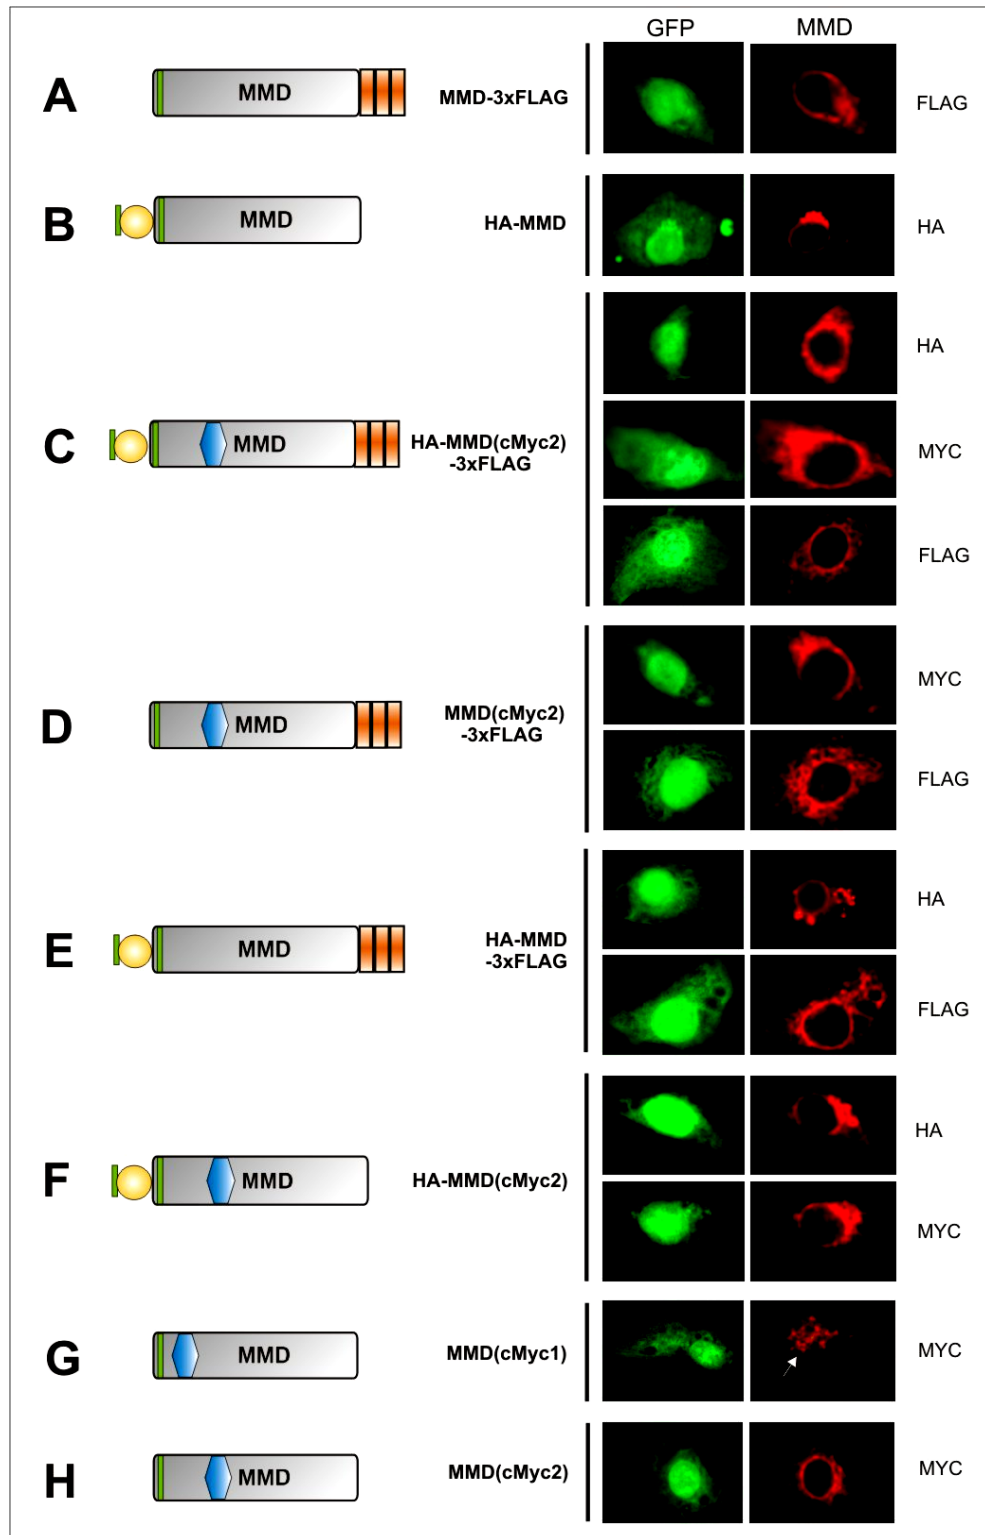 GFP MMD
A MMD MMD-3xFLAG FLAG
B MMD HA-MMD HA
HA
C MMD HA-MMD(cMyc2)
-3xFLAG
MYC
FLAG
MYC
D MMD MMD(cMyc2)
-3xFLAG
FLAG
HA
E MMD HA-MMD
-3xFLAG
FLAG
HA
F MMD HA-MMD(cMyc2)
MYC
G MMD MMD(cMyc1) MYC
H MMD MMD(cMyc2) MYC